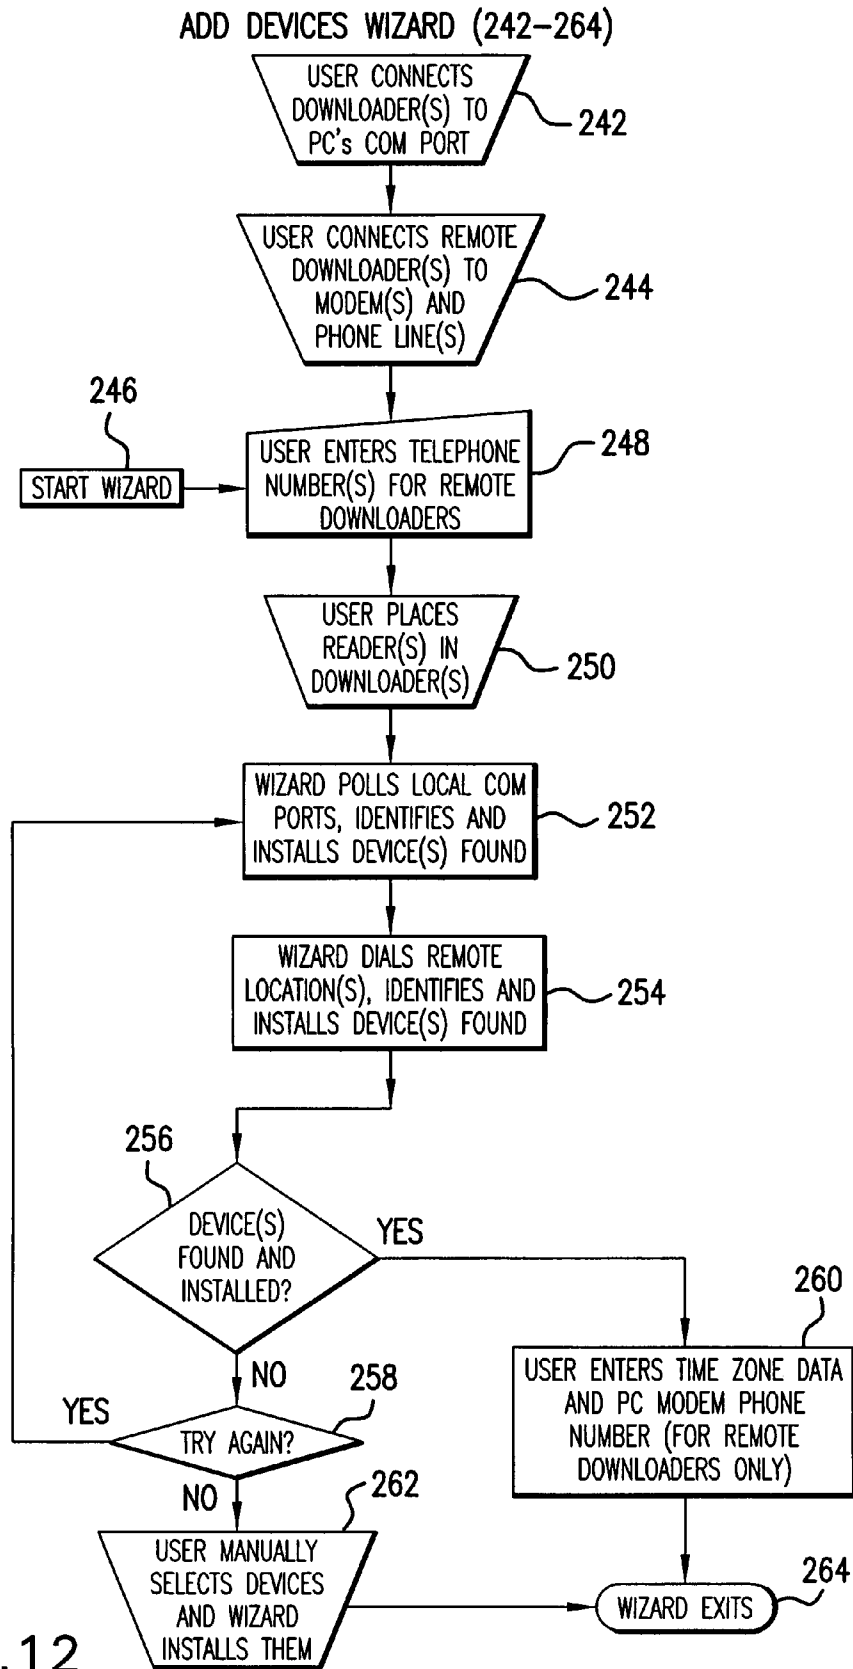 ADD DEVICES WIZARD (242-264)
USER CONNECTS
DOWNLOADER(S) TO
PC's COM PORT
242
USER CONNECTS REMOTE
DOWNLOADER(S) TO
MODEM(S) AND
PHONE LINE(S)
244
246
START WIZARD
USER ENTERS TELEPHONE
NUMBER(S) FOR REMOTE
DOWNLOADERS
248
USER PLACES
READER(S) IN
DOWNLOADER(S)
250
WIZARD POLLS LOCAL COM
PORTS, IDENTIFIES AND
INSTALLS DEVICE(S) FOUND
252
WIZARD DIALS REMOTE
LOCATION(S), IDENTIFIES AND
INSTALLS DEVICE(S) FOUND
254
256
DEVICE(S)
FOUND AND
INSTALLED?
YES
NO
260
USER ENTERS TIME ZONE DATA
AND PC MODEM PHONE
NUMBER (FOR REMOTE
DOWNLOADERS ONLY)
258
YES
TRY AGAIN?
NO
262
USER MANUALLY
SELECTS DEVICES
AND WIZARD
INSTALLS THEM
264
WIZARD EXITS
.12